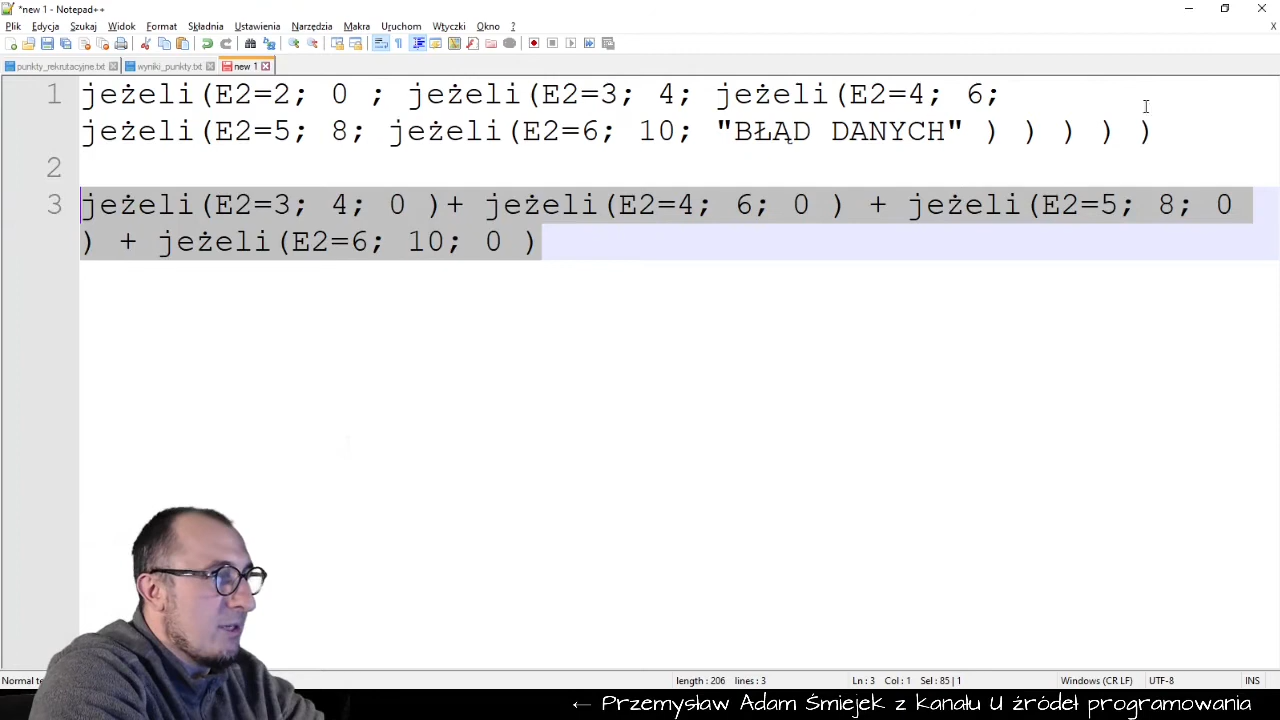 *new 1 - Notepad++
Plik Edycja Szukaj Widok Format Składnia Ustawienia Narzędzia Makra Uruchom Wtyczki Okno ? X
punkty_rekrutacyjne.txt wyniki_punkty.txt new 1
1 jeżeli(E2=2; 0 ; jeżeli(E2=3; 4; jeżeli(E2=4; 6;
jeżeli(E2=5; 8; jeżeli(E2=6; 10; "BŁĄD DANYCH" ) ) ) ) )
2
3 jeżeli(E2=3; 4; 0 )+ jeżeli(E2=4; 6; 0 ) + jeżeli(E2=5; 8; 0
) + jeżeli(E2=6; 10; 0 )
length : 206 lines : 3 Ln : 3 Col : 1 Sel : 85 | 1 Windows (CR LF) UTF-8 INS
← Przemysław Adam Śmiejek z kanału U źródeł programowania